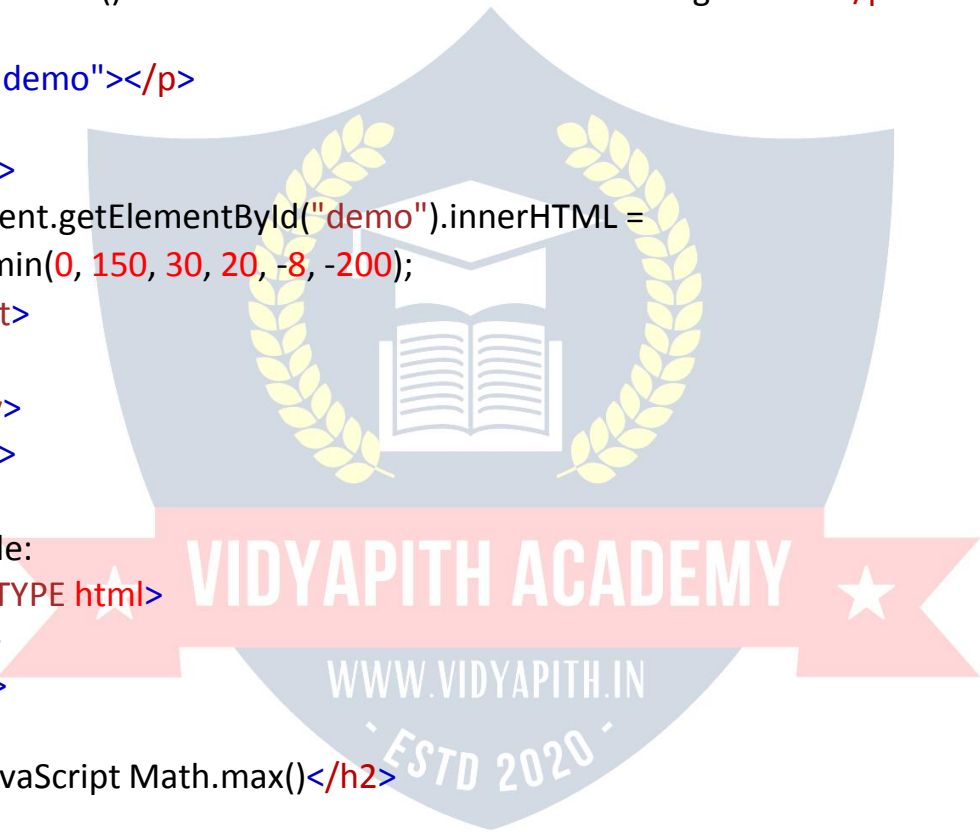 demo"></p>
>
ent.getElementById("demo").innerHTML =
min(0, 150, 30, 20, -8, -200);
t>
>
>
le:
TYPE html>
>
vaScript Math.max()</h2>
VIDYAPITH ACADEMY
WWW.VIDYAPITH.IN
- ESTD 2020 -